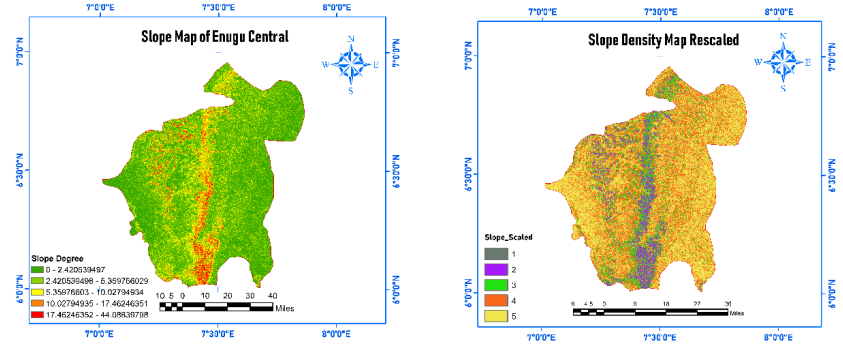 7°0'0"E 7°30'0"E 8°0'0"E
Slope Map of Enugu Central
N
W E
S
7°0'0"N 7°0'0"N
6°30'0"N 6°30'0"N
6°0'0"N 6°0'0"N
Slope Degree
0 - 2.420539497
2.420539498 - 5.359766029
5.35976603 - 10.02794934
10.02794935 - 17.46246351
17.46246352 - 44.08839798
10 5 0 10 20 30 40
Miles
7°0'0"E 7°30'0"E 8°0'0"E
7°0'0"E 7°30'0"E 8°0'0"E
Slope Density Map Rescaled
N
W E
S
7°0'0"N 7°0'0"N
6°30'0"N 6°30'0"N
6°0'0"N 6°0'0"N
Slope_Scaled
1
2
3
4
5
9 18 27 36
Miles
7°0'0"E 7°30'0"E 8°0'0"E